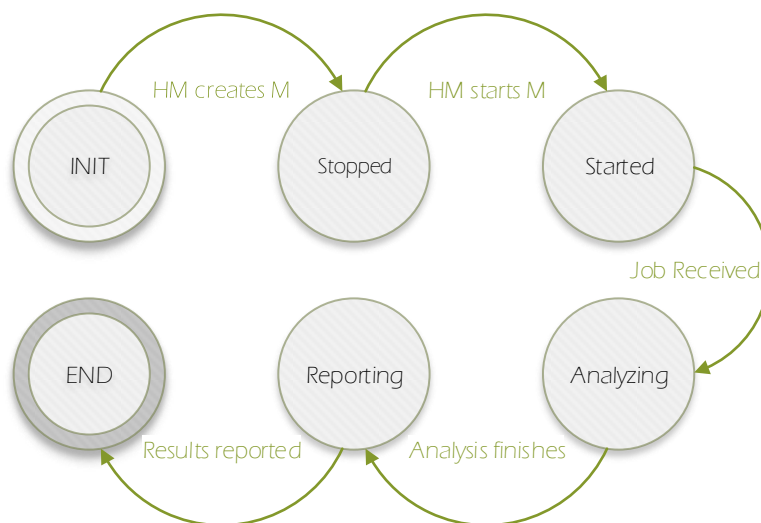 HM creates M
HM starts M
INIT
Stopped
Started
Job Received
END
Reporting
Analyzing
Results reported
Analysis finishes